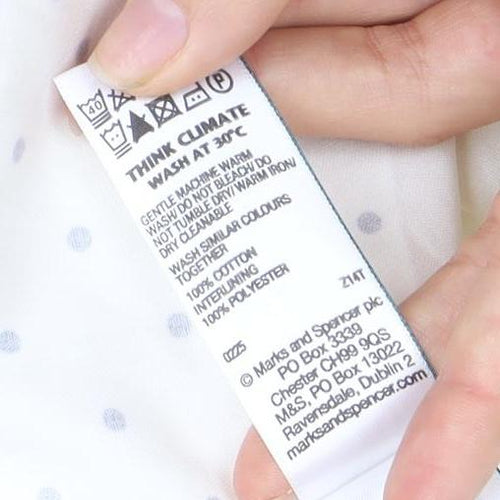 40
P
THINK CLIMATE
WASH AT 30°C
GENTLE MACHINE WARM
WASH/DO NOT BLEACH/DO
NOT TUMBLE DRY/WARM IRON/
DRY CLEANABLE
WASH SIMILAR COLOURS
TOGETHER
100% COTTON
INTERLINING
100% POLYESTER
Z14T
0225
© Marks and Spencer plc
PO Box 3339
Chester CH99 9QS
M&S, PO Box 13022
Ravensdale, Dublin 2
marksandspencer.com